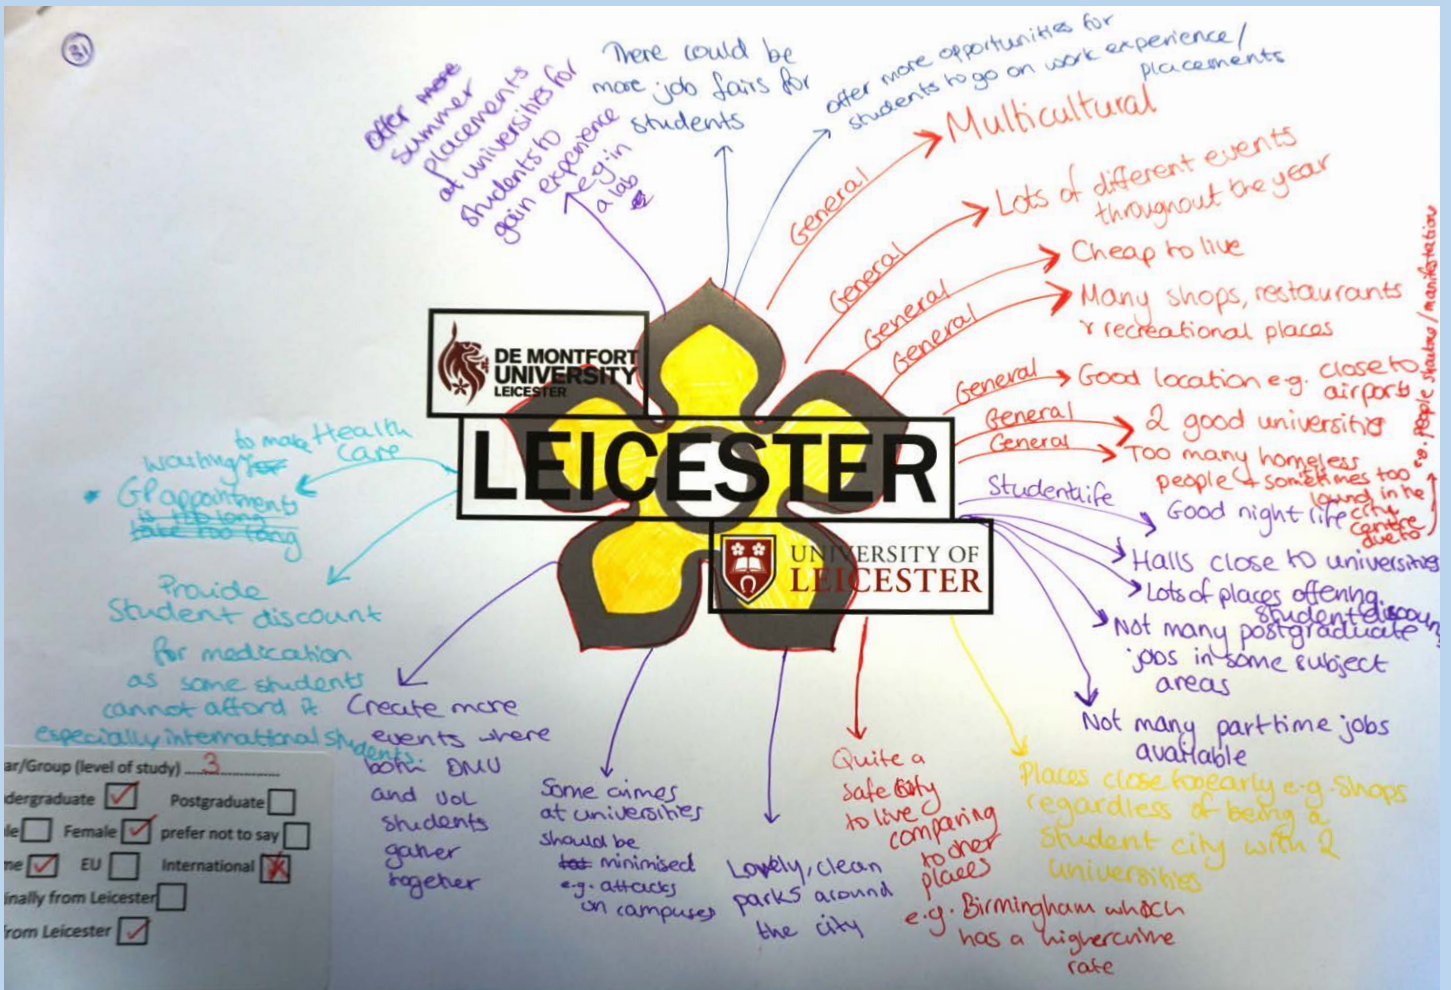 31
offer more
summer
placements
at universities for
students to
gain experience
e.g. in
a lab
There could be
more job fairs for
students
offer more opportunities for
students to go on work experience/
placements
General
Multicultural
General
Lots of different events
throughout the year
General
Cheap to live
General
Many shops, restaurants
& recreational places
General
Good location e.g. close to
airports
General
2 good universities
General
Too many homeless
people & sometimes too
lound in the
city
centre
due to
e.g. People shouting / manifestation
Student life
Good night life
Halls close to universities
Lots of places offering
student discoun
Not many postgraduate
jobs in some subject
areas
Not many part time jobs
available
Places close too early e.g. shops
regardless of being a
student city with 2
universities
Quite a
safe city
to live
comparing
to other
places
e.g. Birmingham which
has a higher crime
rate
Lovely, clean
parks around
the city
Some crimes
at universities
should be
minimised
e.g. attacks
on campuses
Create more
events where
both DMU
and UoL
students
gather
together
Health
Care
waiting
to make
* GP appointments
is too long
take too long
Provide
Student discount
for medication
as some students
cannot afford it
especially international students.
DE MONTFORT
UNIVERSITY
LEICESTER
LEICESTER
UNIVERSITY OF
LEICESTER
ar/Group (level of study) 3
dergraduate Postgraduate
le Female prefer not to say
me EU International
inally from Leicester
rom Leicester